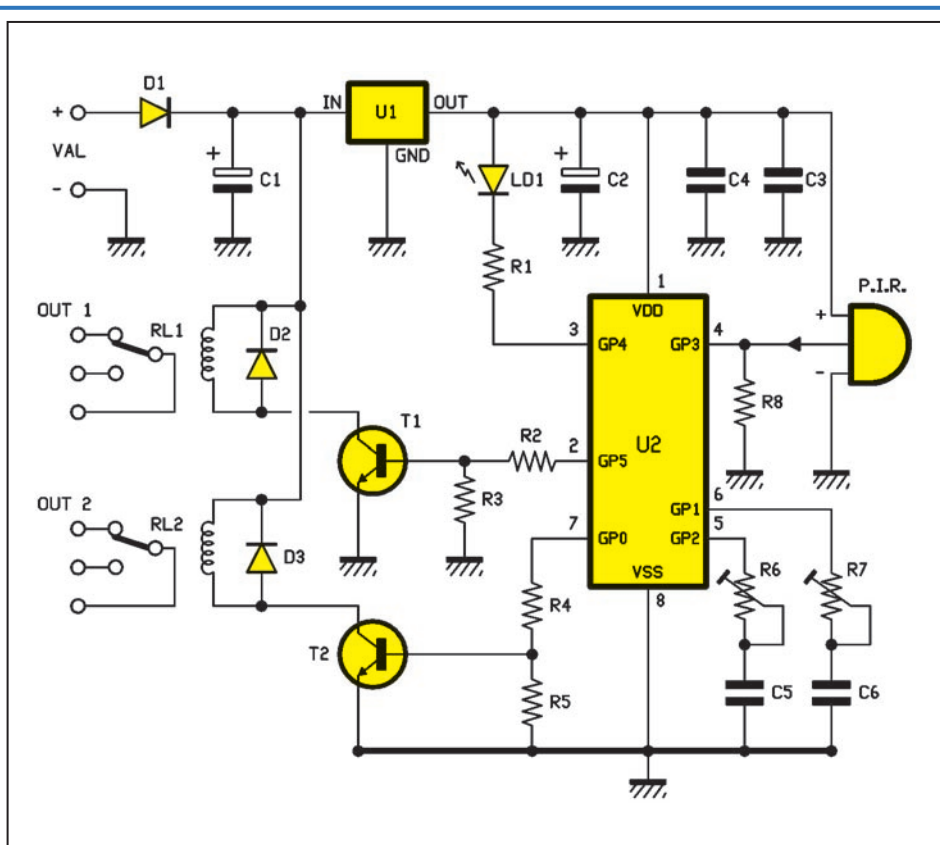 D1
+
VAL
-
+
C1
IN
U1
OUT
GND
LD1
R1
+
C2
C4
C3
P.I.R.
+
-
OUT 1
RL1
D2
T1
R2
R3
1
VDD
3
GP4
4
GP3
R8
2
GP5
U2
6
GP1
5
GP2
7
GP0
VSS
8
OUT 2
RL2
D3
T2
R4
R5
R6
R7
C5
C6